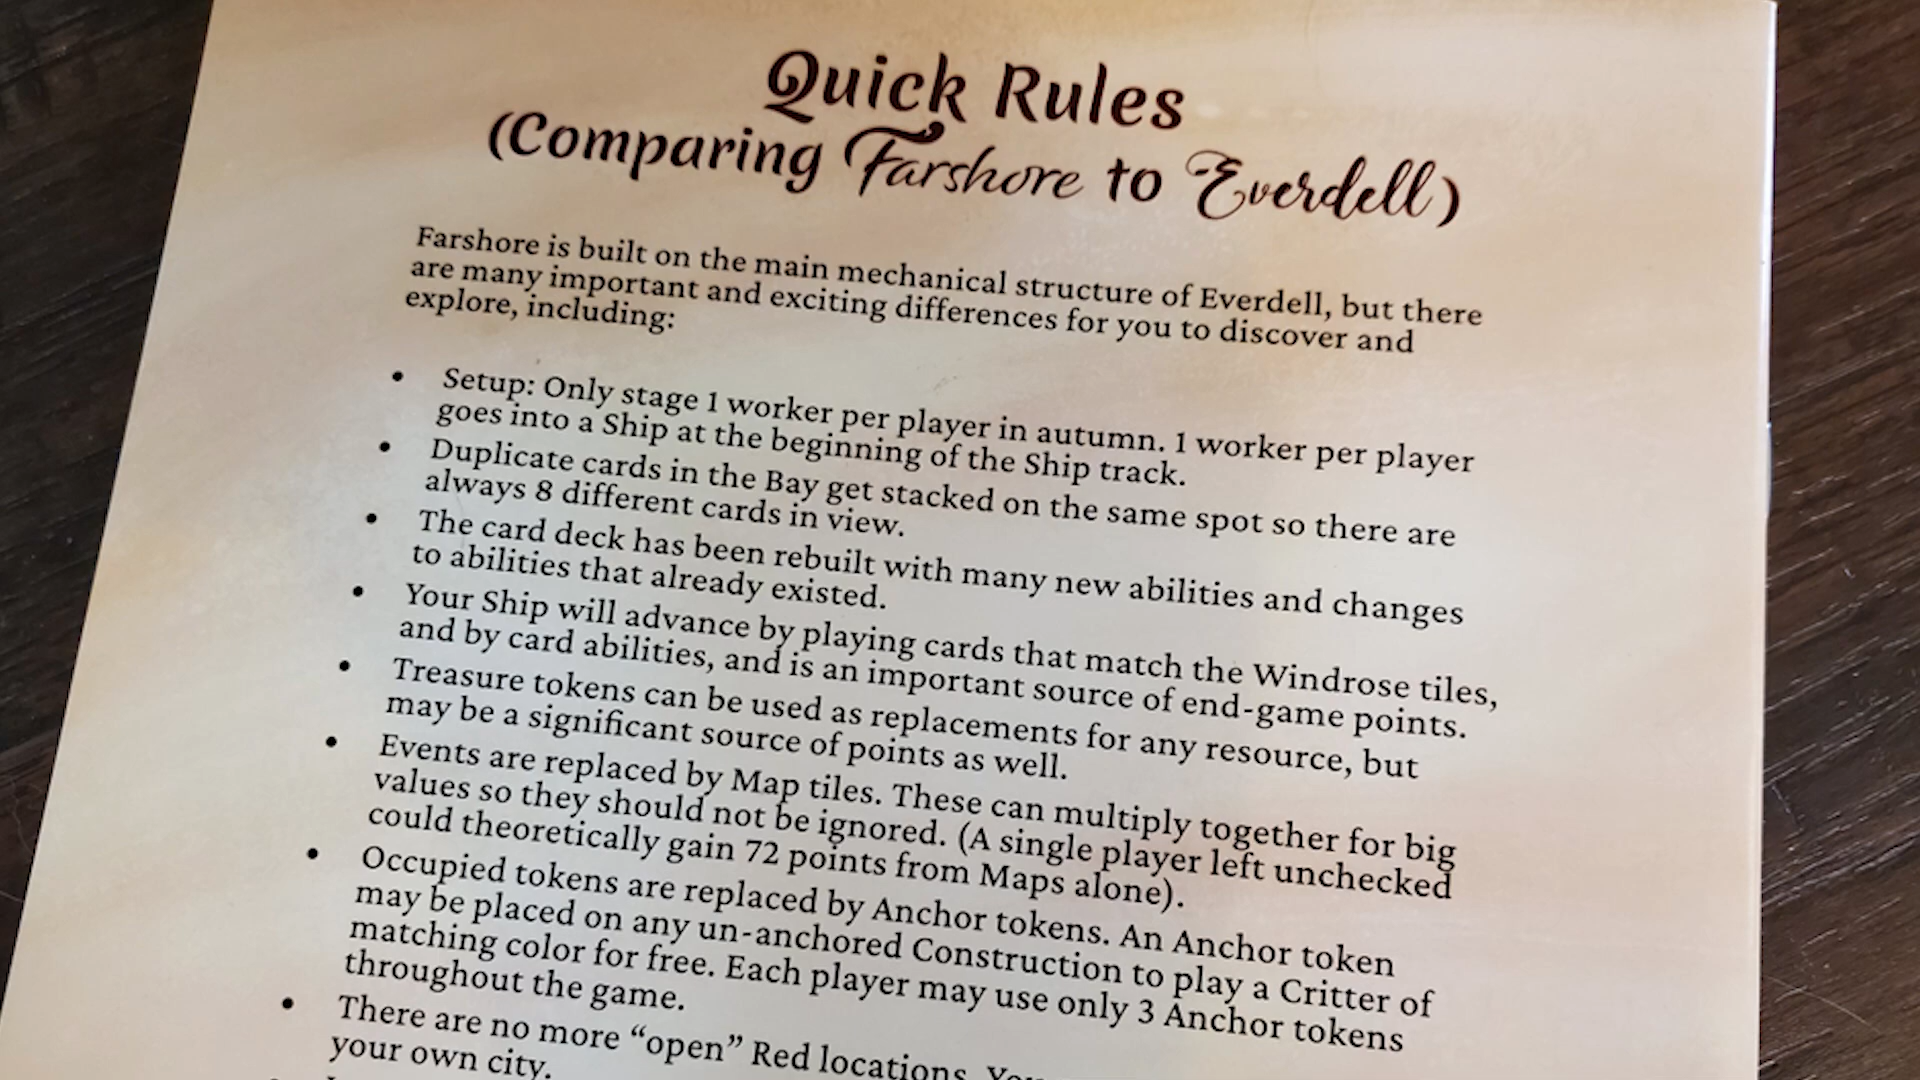 Quick Rules
(Comparing Farshore to Everdell)
Farshore is built on the main mechanical structure of Everdell, but there
are many important and exciting differences for you to discover and
explore, including:
• Setup: Only stage 1 worker per player in autumn. 1 worker per player
goes into a Ship at the beginning of the Ship track.
• Duplicate cards in the Bay get stacked on the same spot so there are
always 8 different cards in view.
• The card deck has been rebuilt with many new abilities and changes
to abilities that already existed.
• Your Ship will advance by playing cards that match the Windrose tiles,
and by card abilities, and is an important source of end-game points.
• Treasure tokens can be used as replacements for any resource, but
may be a significant source of points as well.
• Events are replaced by Map tiles. These can multiply together for big
values so they should not be ignored. (A single player left unchecked
could theoretically gain 72 points from Maps alone).
• Occupied tokens are replaced by Anchor tokens. An Anchor token
may be placed on any un-anchored Construction to play a Critter of
matching color for free. Each player may use only 3 Anchor tokens
throughout the game.
• There are no more “open” Red locations.
your own city.